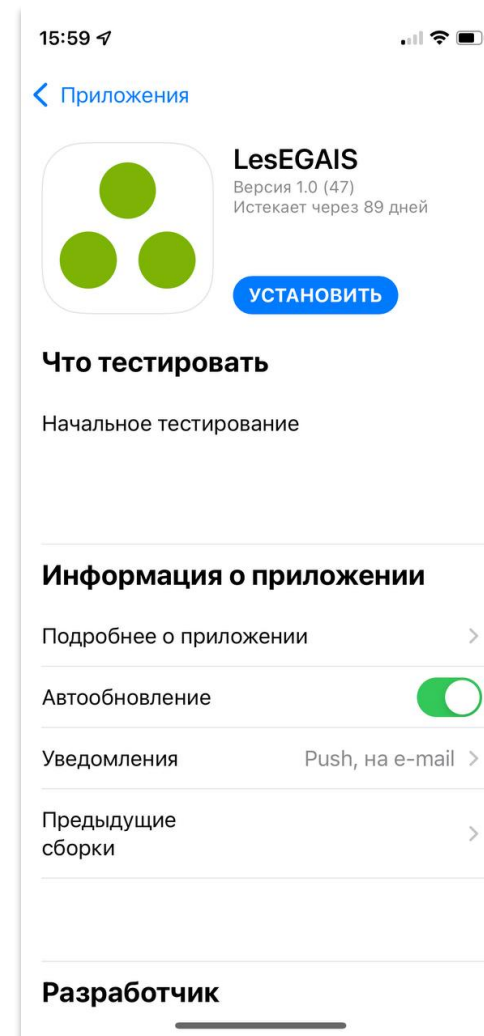 15:59
Приложения
LesEGAIS
Версия 1.0 (47)
Истекает через 89 дней
УСТАНОВИТЬ
Что тестировать
Начальное тестирование
Информация о приложении
Подробнее о приложении
Автообновление
Уведомления Push, на e-mail
Предыдущие
сборки
Разработчик